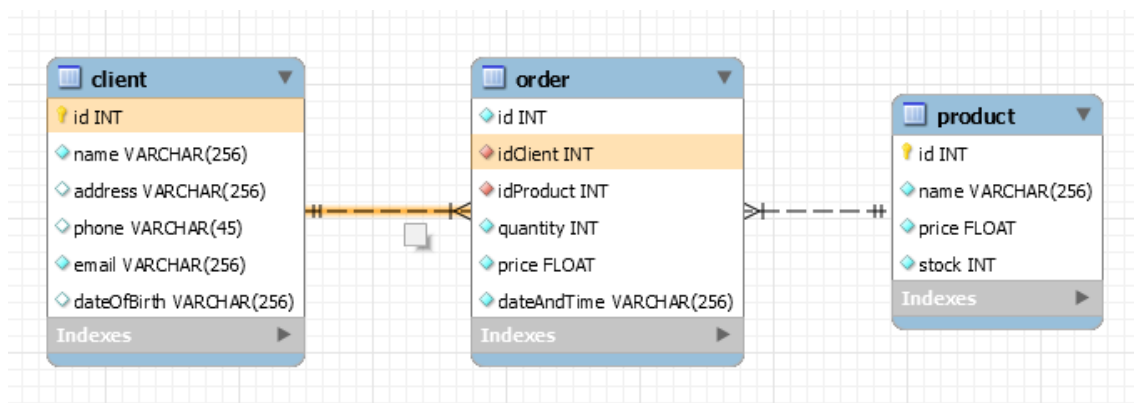 client
id INT
name VARCHAR(256)
address VARCHAR(256)
phone VARCHAR(45)
email VARCHAR(256)
dateOfBirth VARCHAR(256)
Indexes
order
id INT
idClient INT
idProduct INT
quantity INT
price FLOAT
dateAndTime VARCHAR(256)
Indexes
product
id INT
name VARCHAR(256)
price FLOAT
stock INT
Indexes